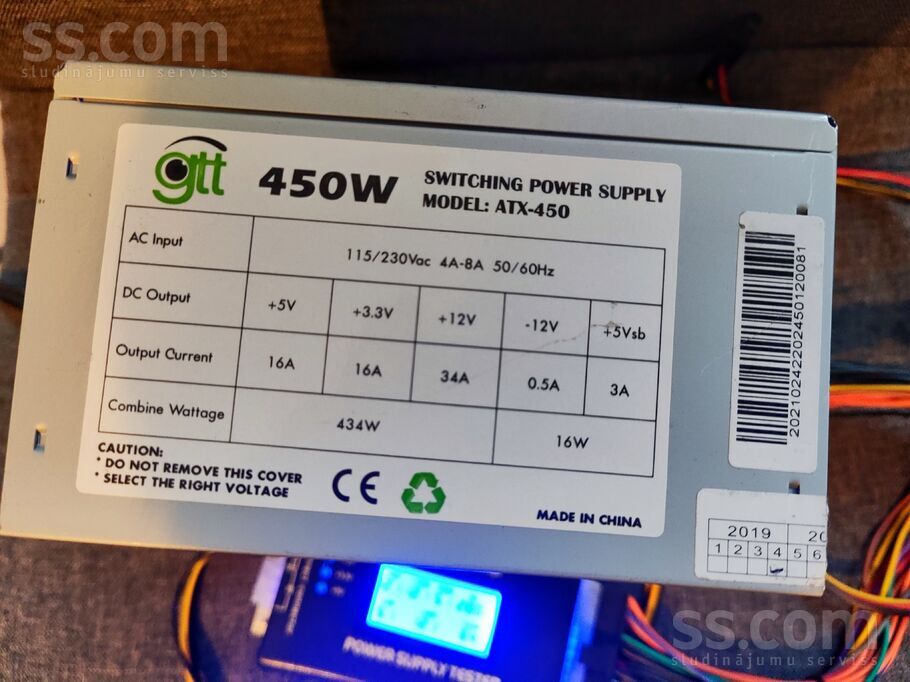 ss.com
sludinājumu serviss
gtt
450W
SWITCHING POWER SUPPLY
MODEL: ATX-450
AC Input 115/230Vac 4A-8A 50/60Hz
DC Output +5V +3.3V +12V -12V +5Vsb
Output Current 16A 16A 34A 0.5A 3A
Combine Wattage 434W 16W
CAUTION:
* DO NOT REMOVE THIS COVER
* SELECT THE RIGHT VOLTAGE
CE
MADE IN CHINA
20210242202450120081
2019 20
1 2 3 4 5 6
POWER SUPPLY TESTER
ss.com
sludinājumu serviss